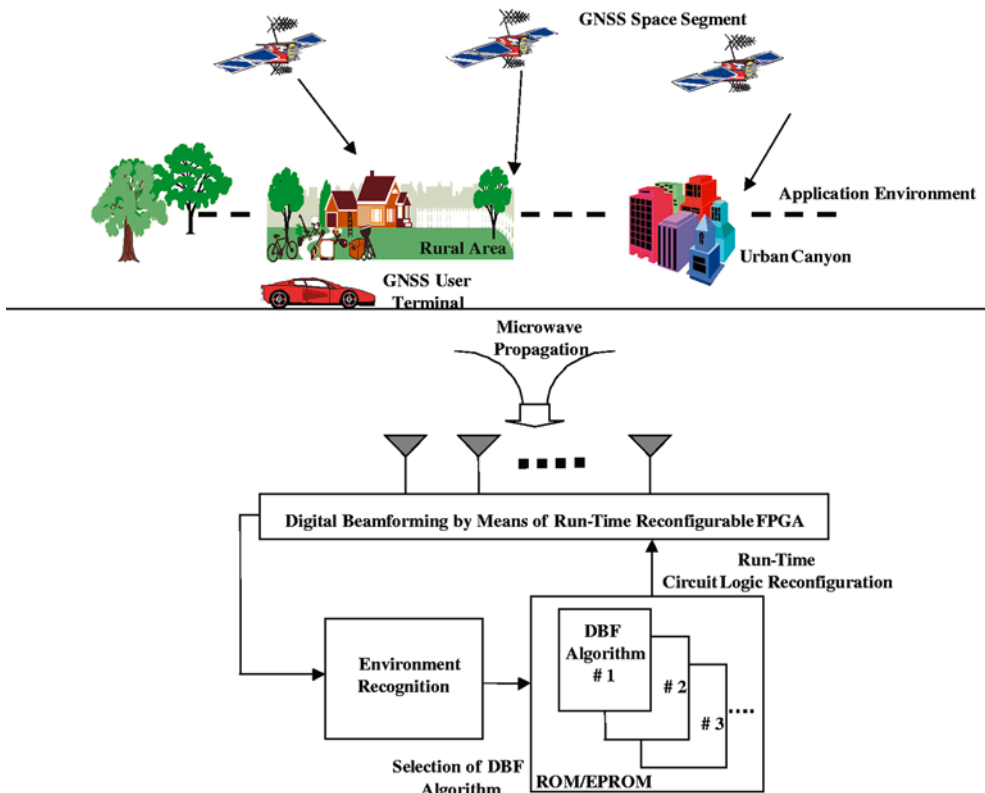 GNSS Space Segment
Application Environment
Rural Area
Urban Canyon
GNSS User
Terminal
Microwave
Propagation
Digital Beamforming by Means of Run-Time Reconfigurable FPGA
Run-Time
Circuit Logic Reconfiguration
DBF
Algorithm
# 1
# 2
# 3
....
Environment
Recognition
Selection of DBF
Algorithm
ROM/EPROM